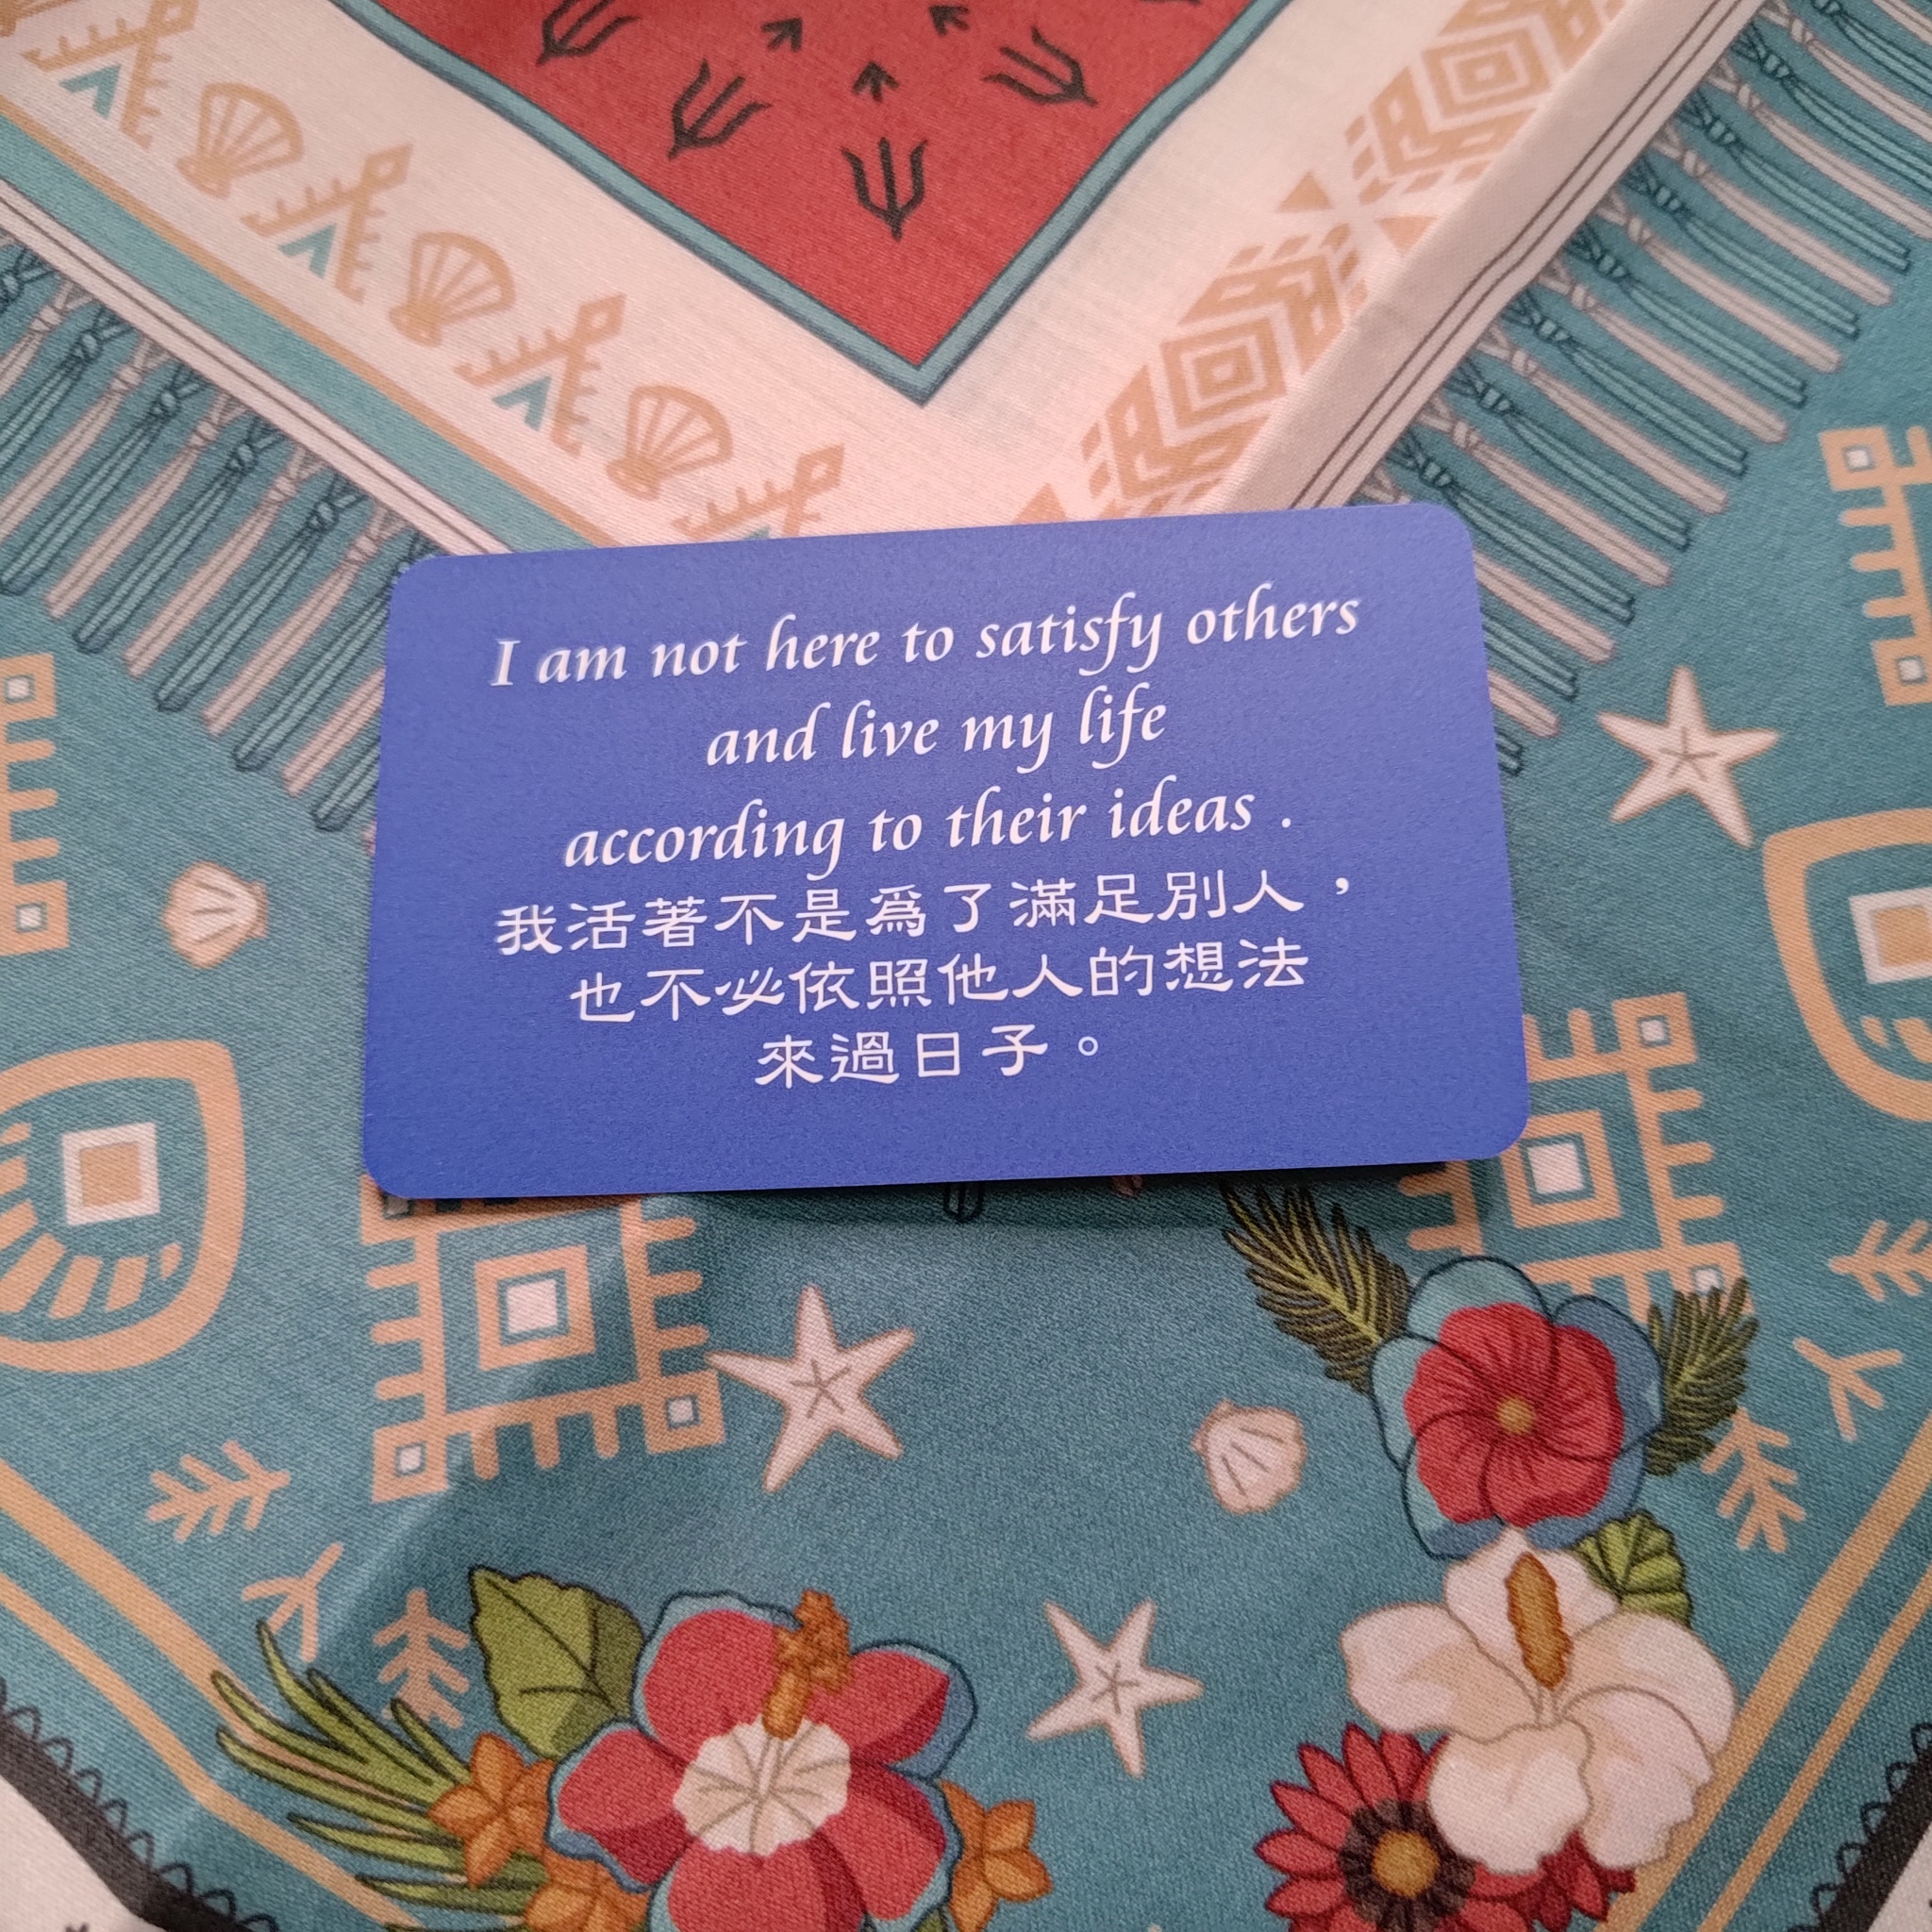 I am not here to satisfy others
and live my life
according to their ideas .
我活著不是爲了滿足別人，
也不必依照他人的想法
來過日子。